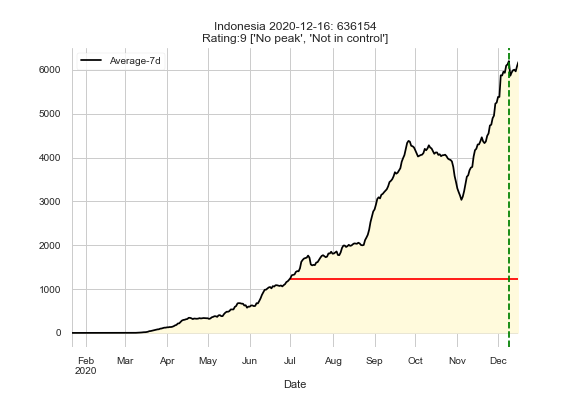 Indonesia 2020-12-16: 636154
Rating:9 ['No peak', 'Not in control']
Average-7d
6000
5000
4000
3000
2000
1000
0
Feb Mar Apr May Jun Jul Aug Sep Oct Nov Dec
2020
Date